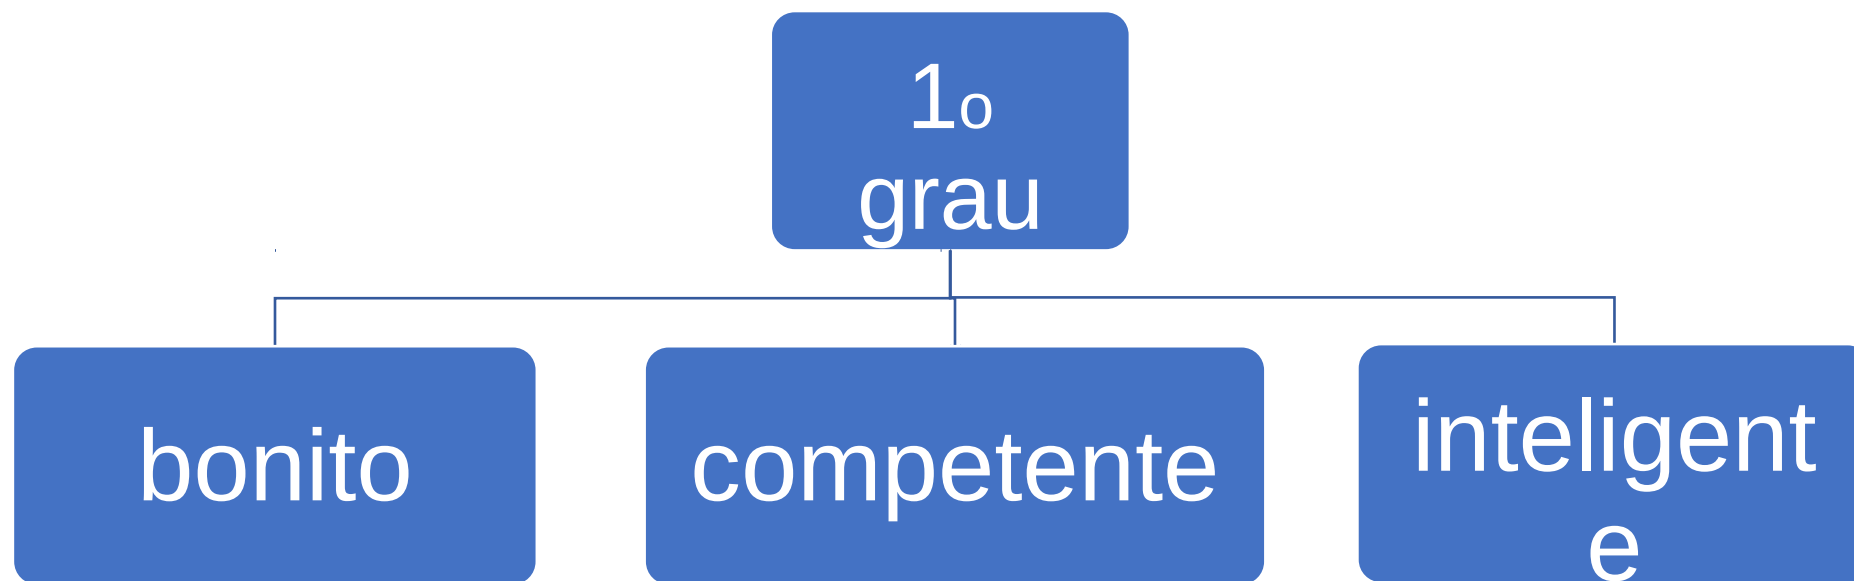 1o
grau
bonito
competente
inteligent
e